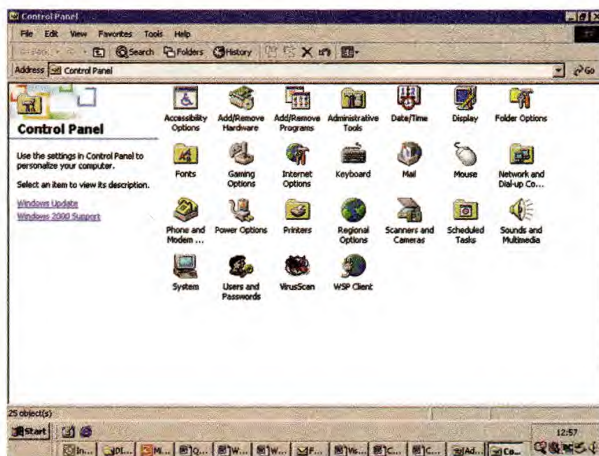 Control Panel
File Edit View Favorites Tools Help
Search Folders History
Address Control Panel Go
Control Panel
Use the settings in Control Panel to
personalize your computer.
Select an item to view its description.
Windows Update
Windows 2000 Support
Accessibility Options
Add/Remove Hardware
Add/Remove Programs
Administrative Tools
Date/Time
Display
Folder Options
Fonts
Gaming Options
Internet Options
Keyboard
Mail
Mouse
Network and Dial-up Co...
Phone and Modem ...
Power Options
Printers
Regional Options
Scanners and Cameras
Scheduled Tasks
Sounds and Multimedia
System
Users and Passwords
VirusScan
WSP Client
25 object(s)
Start
12:57
In... M... Q... W... W... F... C... C... Ad... Co...